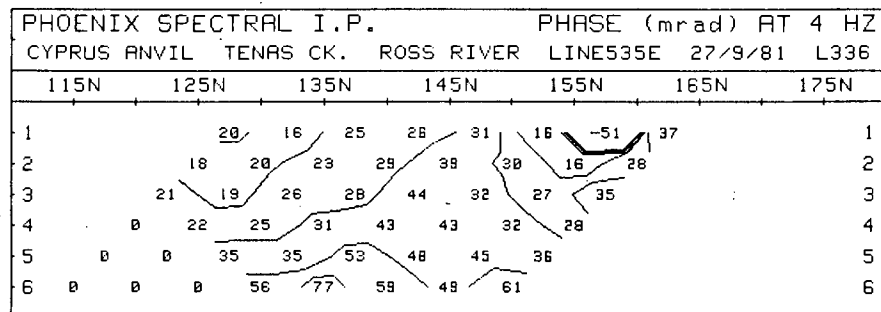 PHOENIX SPECTRAL I.P. PHASE (mrad) AT 4 HZ
CYPRUS ANVIL TENAS CK. ROSS RIVER LINE535E 27/9/81 L336
115N 125N 135N 145N 155N 165N 175N
1 20 16 25 26 31 16 -51 37 1
2 18 20 23 29 39 30 16 28 2
3 21 19 26 28 44 32 27 35 3
4 0 22 25 31 43 43 32 28 4
5 0 0 35 35 53 48 45 36 5
6 0 0 0 56 77 59 49 61 6